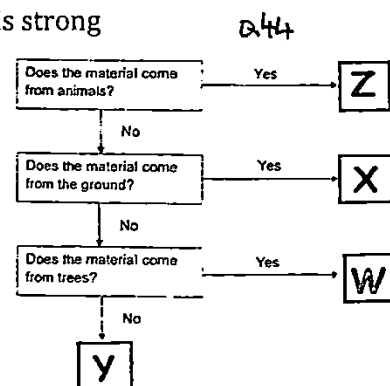 is strong
Q44
Does the material come
from animals?
Yes
Z
No
Does the material come
from the ground?
Yes
X
No
Does the material come
from trees?
Yes
W
No
Y